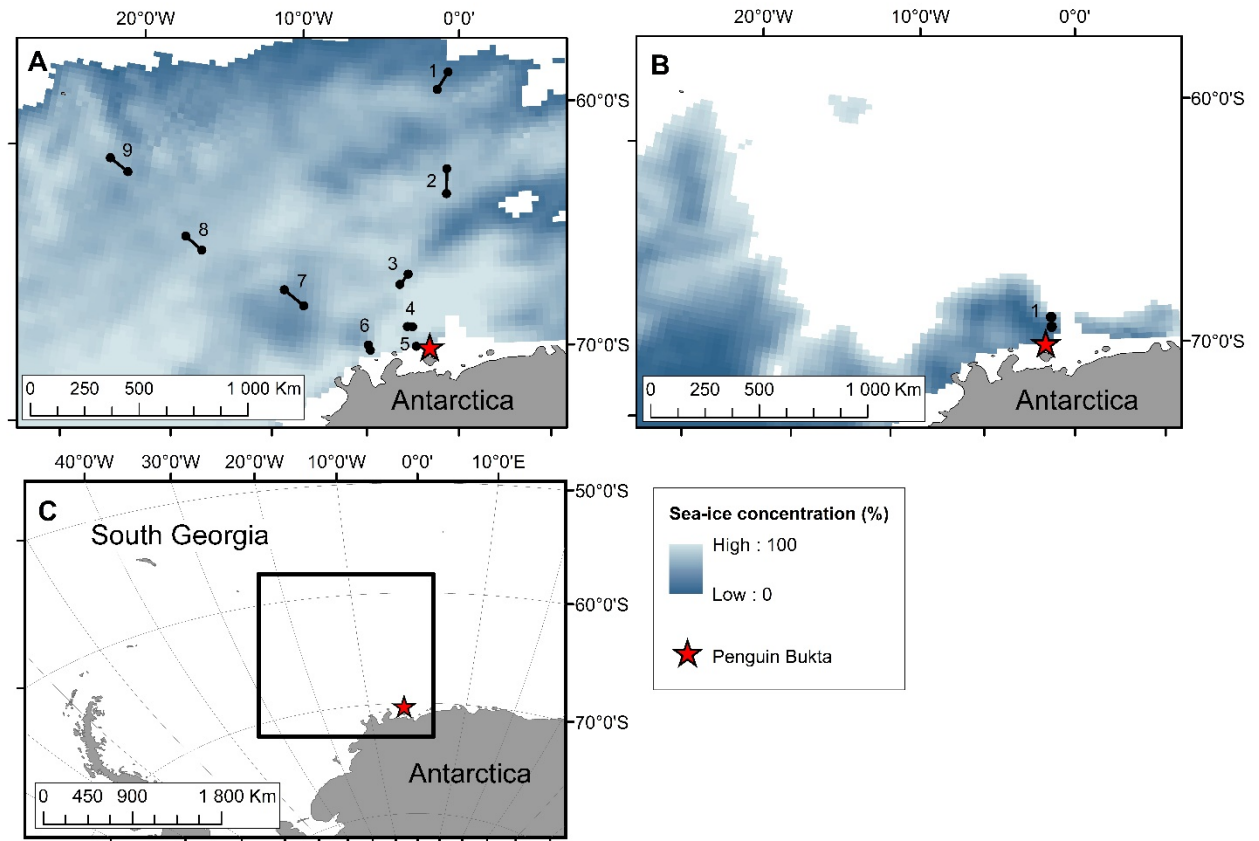 20°0'W 10°0'W 0°0'
A
1
60°0'S
9
2
8
3
7
4
6
5
70°0'S
0 250 500 1 000 Km
Antarctica
20°0'W 10°0'W 0°0'
B
60°0'S
1
70°0'S
0 250 500 1 000 Km
Antarctica
40°0'W 30°0'W 20°0'W 10°0'W 0°0' 10°0'E
C
50°0'S
South Georgia
60°0'S
70°0'S
Antarctica
0 450 900 1 800 Km
Sea-ice concentration (%)
High : 100
Low : 0
Penguin Bukta